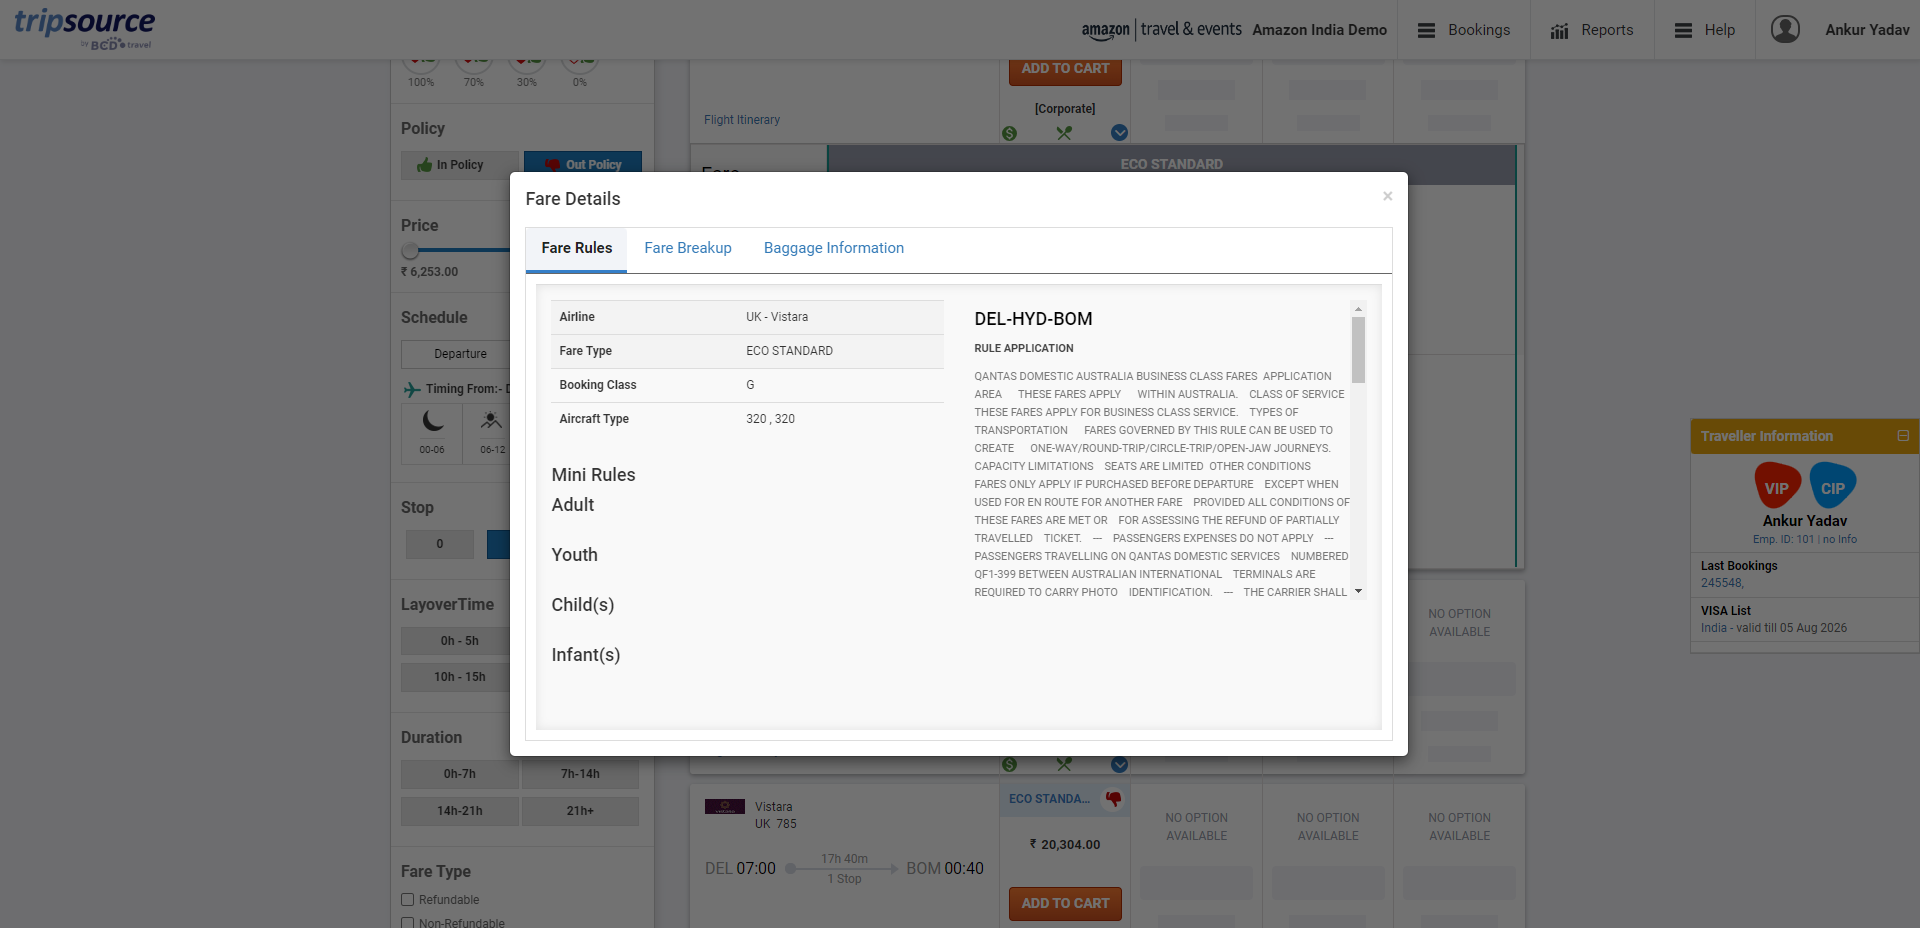 tripsource
by BCD travel
amazon travel & events Amazon India Demo
Bookings
Reports
Help
Ankur Yadav
100% 70% 30% 0%
Policy
In Policy Out Policy
Price
₹ 6,253.00
Schedule
Departure
Timing From:- D
00-06 06-12
Stop
0
LayoverTime
0h - 5h
10h - 15h
Duration
0h-7h 7h-14h
14h-21h 21h+
Fare Type
Refundable
Non-Refundable
ADD TO CART
[Corporate]
Flight Itinerary
Fare
ECO STANDARD
Fare Details ×
Fare Rules Fare Breakup Baggage Information
Airline UK - Vistara
Fare Type ECO STANDARD
Booking Class G
Aircraft Type 320 , 320
Mini Rules
Adult
Youth
Child(s)
Infant(s)
DEL-HYD-BOM
RULE APPLICATION
QANTAS DOMESTIC AUSTRALIA BUSINESS CLASS FARES APPLICATION
AREA THESE FARES APPLY WITHIN AUSTRALIA. CLASS OF SERVICE
THESE FARES APPLY FOR BUSINESS CLASS SERVICE. TYPES OF
TRANSPORTATION FARES GOVERNED BY THIS RULE CAN BE USED TO
CREATE ONE-WAY/ROUND-TRIP/CIRCLE-TRIP/OPEN-JAW JOURNEYS.
CAPACITY LIMITATIONS SEATS ARE LIMITED OTHER CONDITIONS
FARES ONLY APPLY IF PURCHASED BEFORE DEPARTURE EXCEPT WHEN
USED FOR EN ROUTE FOR ANOTHER FARE PROVIDED ALL CONDITIONS OF
THESE FARES ARE MET OR FOR ASSESSING THE REFUND OF PARTIALLY
TRAVELLED TICKET. --- PASSENGERS EXPENSES DO NOT APPLY ---
PASSENGERS TRAVELLING ON QANTAS DOMESTIC SERVICES NUMBERED
QF1-399 BETWEEN AUSTRALIAN INTERNATIONAL TERMINALS ARE
REQUIRED TO CARRY PHOTO IDENTIFICATION. --- THE CARRIER SHALL
Traveller Information
VIP CIP
Ankur Yadav
Emp. ID: 101 | no Info
Last Bookings
245548,
VISA List
India - valid till 05 Aug 2026
NO OPTION
AVAILABLE
Vistara
UK 785
DEL 07:00 17h 40m BOM 00:40
1 Stop
ECO STANDA...
₹ 20,304.00
ADD TO CART
NO OPTION NO OPTION NO OPTION
AVAILABLE AVAILABLE AVAILABLE